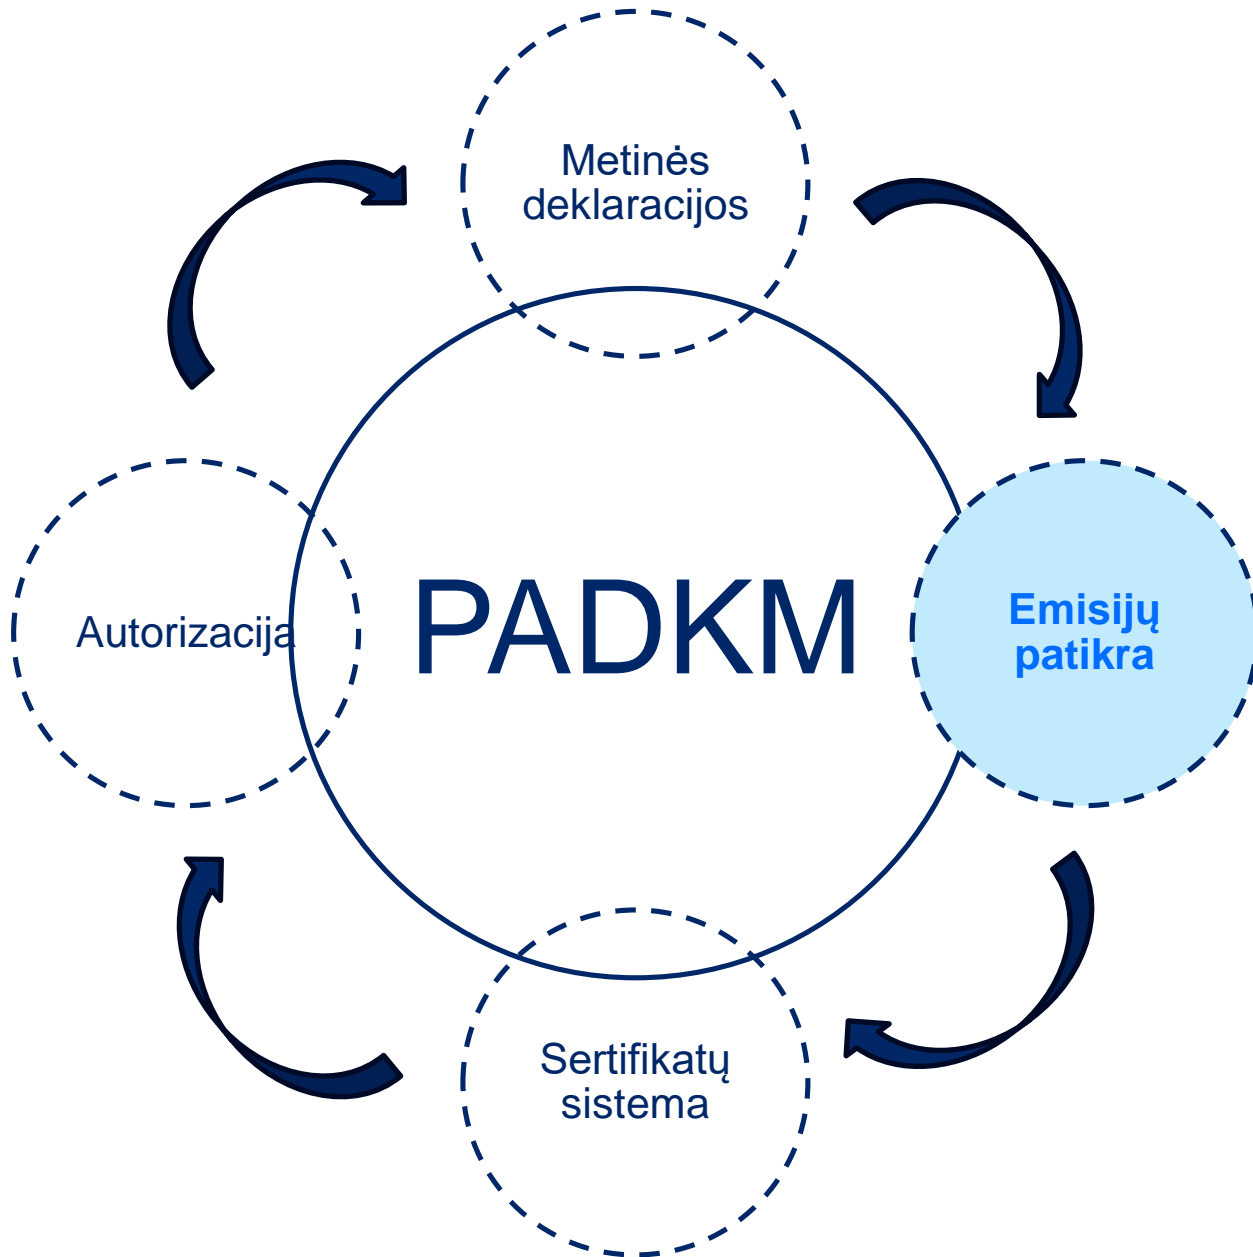 Metinės
deklaracijos
Autorizacija
PADKM
Emisijų
patikra
Sertifikatų
sistema